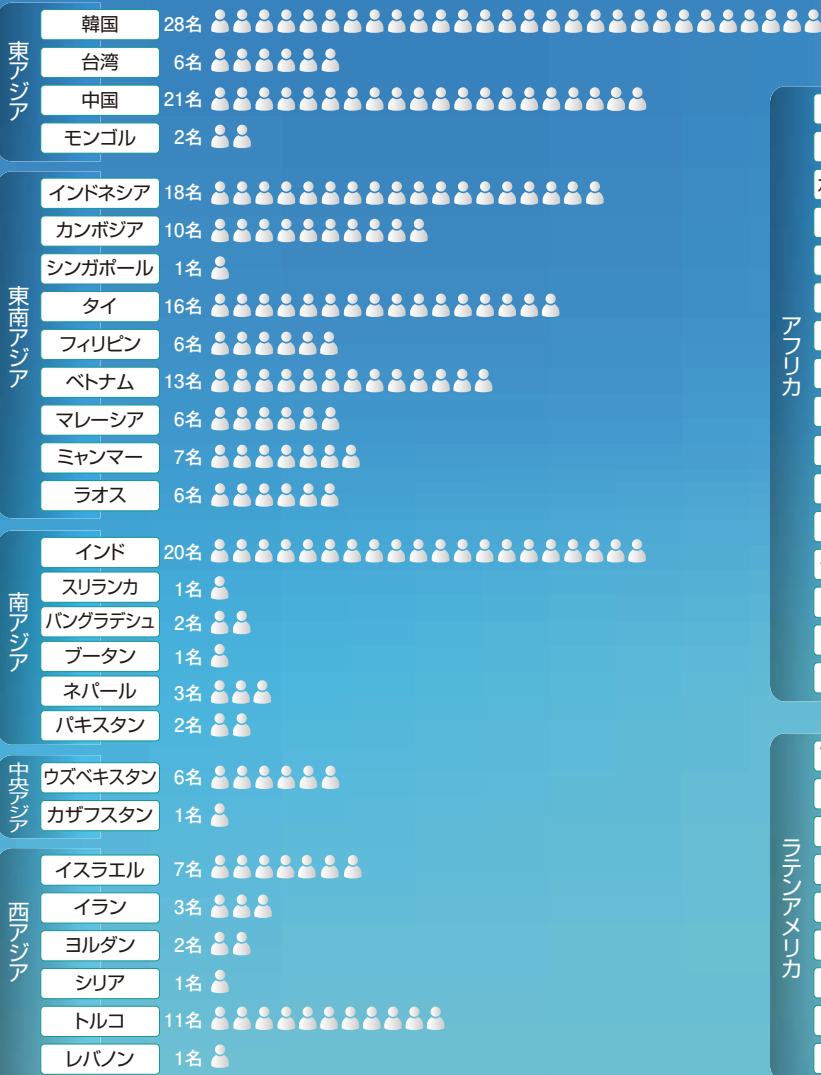 東アジア
韓国 28名
台湾 6名
中国 21名
モンゴル 2名
東南アジア
インドネシア 18名
カンボジア 10名
シンガポール 1名
タイ 16名
フィリピン 6名
ベトナム 13名
マレーシア 6名
ミャンマー 7名
ラオス 6名
南アジア
インド 20名
スリランカ 1名
バングラデシュ 2名
ブータン 1名
ネパール 3名
パキスタン 2名
中央アジア
ウズベキスタン 6名
カザフスタン 1名
西アジア
イスラエル 7名
イラン 3名
ヨルダン 2名
シリア 1名
トルコ 11名
レバノン 1名
アフリカ
ラテンアメリカ